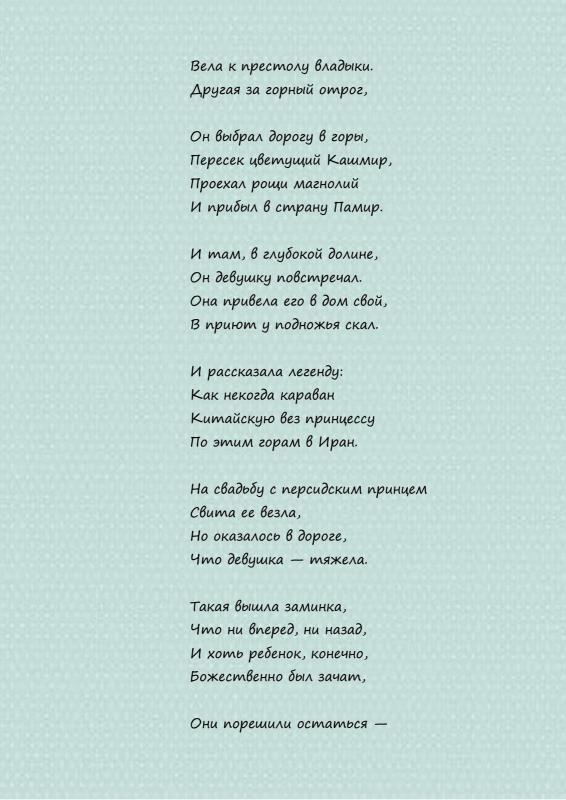 Вела к престолу владыки.
Другая за горный отрог,

Он выбрал дорогу в горы,
Пересек цветущий Кашмир,
Проехал рощи магнолий
И прибыл в страну Памир.

И там, в глубокой долине,
Он девушку повстречал.
Она привела его в дом свой,
В приют у подножья скал.

И рассказала легенду:
Как некогда караван
Китайскую вез принцессу
По этим горам в Иран.

На свадьбу с персидским принцем
Свита ее везла,
Но оказалось в дороге,
Что девушка — тяжела.

Такая вышла заминка,
Что ни вперед, ни назад,
И хоть ребенок, конечно,
Божественно был зачат,

Они порешили остаться —